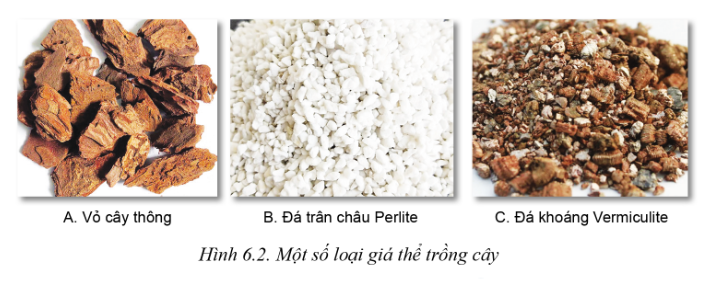 A. Vỏ cây thông
B. Đá trân châu Perlite
C. Đá khoáng Vermiculite
Hình 6.2. Một số loại giá thể trồng cây